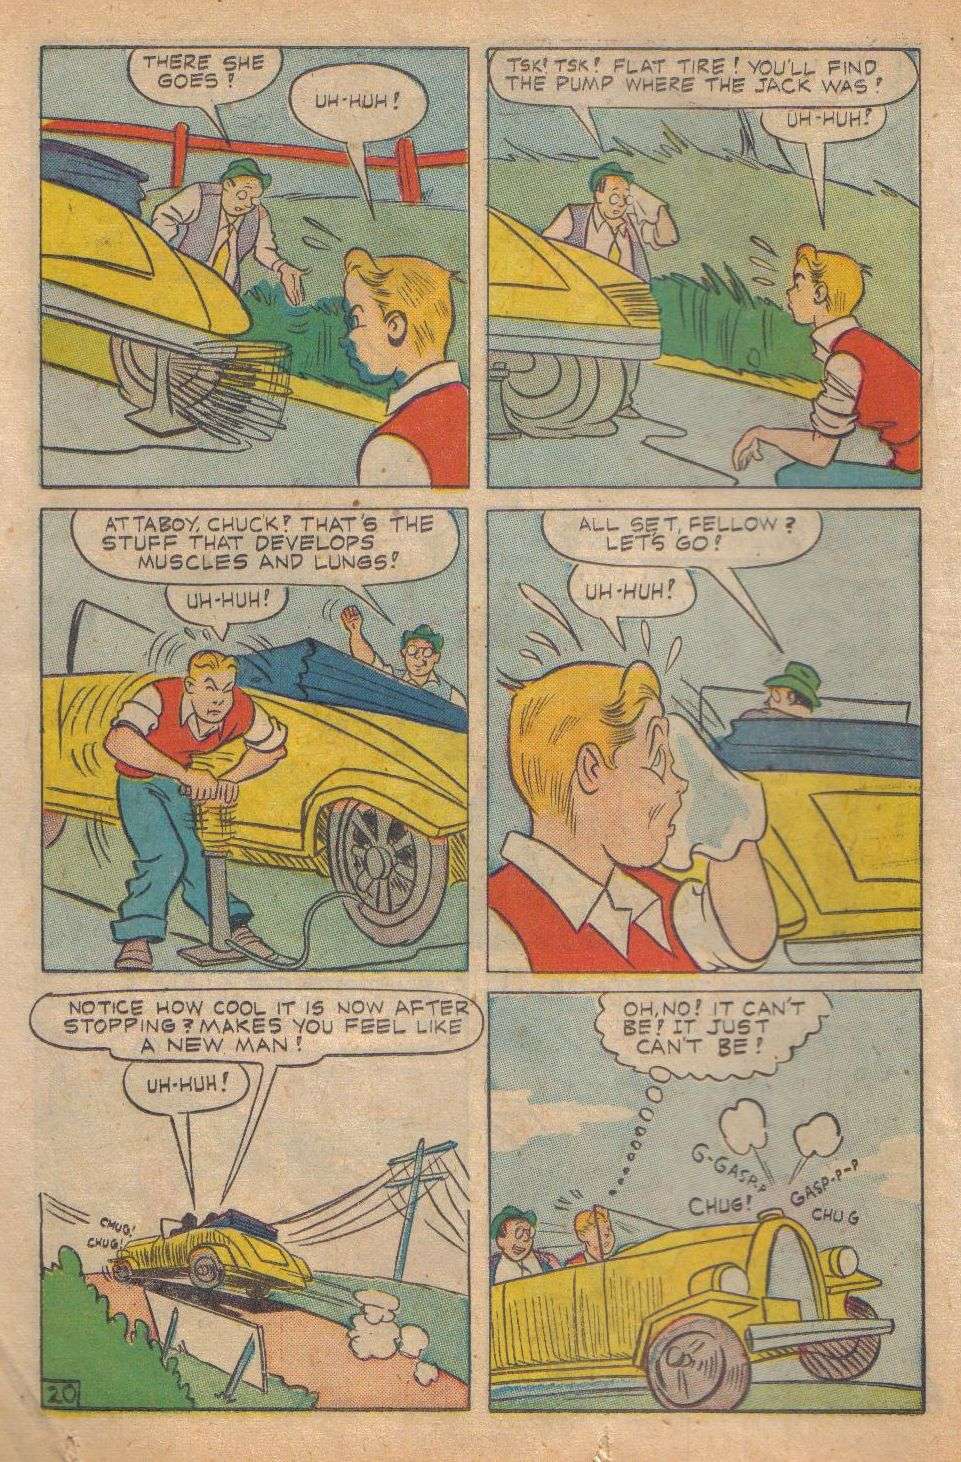 THERE SHE
GOES!
UH-HUH!
TSK! TSK! FLAT TIRE! YOU'LL FIND
THE PUMP WHERE THE JACK WAS!
UH-HUH!
ATTABOY, CHUCK! THAT'S THE
STUFF THAT DEVELOPS
MUSCLES AND LUNGS!
UH-HUH!
ALL SET, FELLOW?
LET'S GO!
UH-HUH!
NOTICE HOW COOL IT IS NOW AFTER
STOPPING? MAKES YOU FEEL LIKE
A NEW MAN!
UH-HUH!
CHUG!
CHUG!
20
OH, NO! IT CAN'T
BE! IT JUST
CAN'T BE!
G-GASP-P
CHUG!
GASP-P-P
CHUG